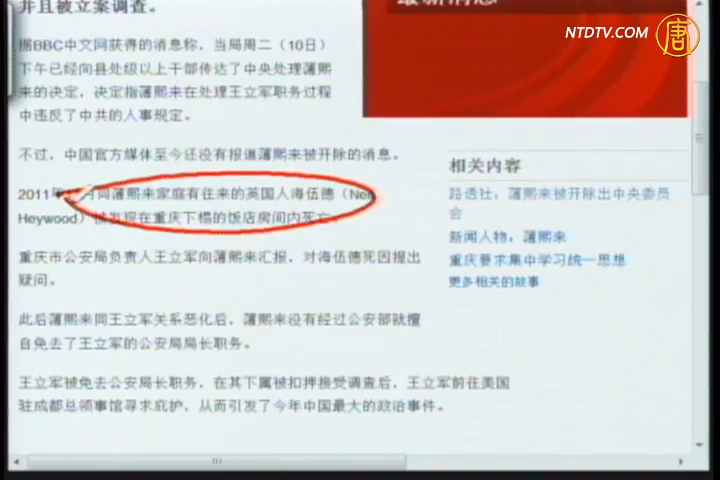 并且被立案调查。
最新消息
NTDTV.COM
唐
据BBC中文网获得的消息称，当局周二（10日）
下午已经向县处级以上干部传达了中央处理薄熙
来的决定，决定指薄熙来在处理王立军职务过程
中违反了中共的人事规定。
不过，中国官方媒体至今还没有报道薄熙来被开除的消息。
2011年 月同薄熙来家庭有往来的英国人海伍德（Neil
Heywood）被发现在重庆下榻的饭店房间内死亡。
重庆市公安局负责人王立军向薄熙来汇报，对海伍德死因提出
疑问。
此后薄熙来同王立军关系恶化后，薄熙来没有经过公安部就擅
自免去了王立军的公安局局长职务。
王立军被免去公安局长职务，在其下属被扣押接受调查后，王立军前往美国
驻成都总领事馆寻求庇护，从而引发了今年中国最大的政治事件。
相关内容
路透社，薄熙来被开除出中央委员
会
新闻人物，薄熙来
重庆要求集中学习统一思想
更多相关的故事